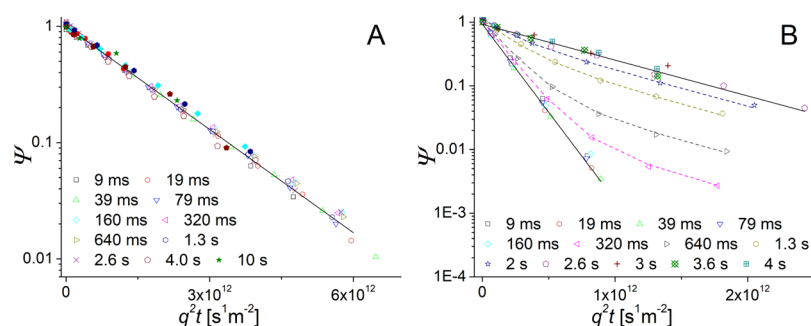 A
1
0.1
0.01
Ψ
9 ms 19 ms
39 ms 79 ms
160 ms 320 ms
640 ms 1.3 s
2.6 s 4.0 s 10 s
0 3x10¹² 6x10¹²
q²t [s¹m⁻²]
B
1
0.1
0.01
1E-3
1E-4
Ψ
9 ms 19 ms 39 ms 79 ms
160 ms 320 ms 640 ms 1.3 s
2 s 2.6 s 3 s 3.6 s 4 s
0 1x10¹² 2x10¹²
q²t [s¹m⁻²]